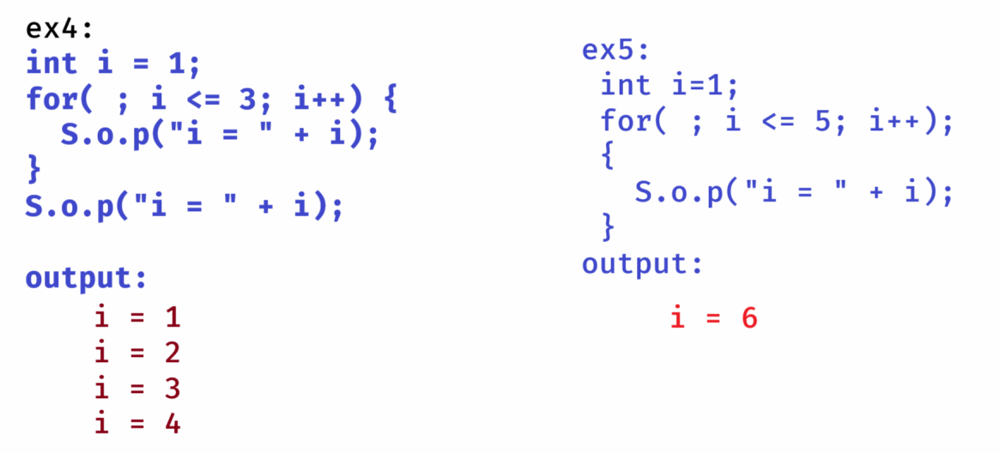 ex4:
int i = 1;
for( ; i <= 3; i++) {
  S.o.p("i = " + i);
}
S.o.p("i = " + i);
output:
i = 1
i = 2
i = 3
i = 4
ex5:
int i=1;
for( ; i <= 5; i++);
{
  S.o.p("i = " + i);
}
output:
i = 6